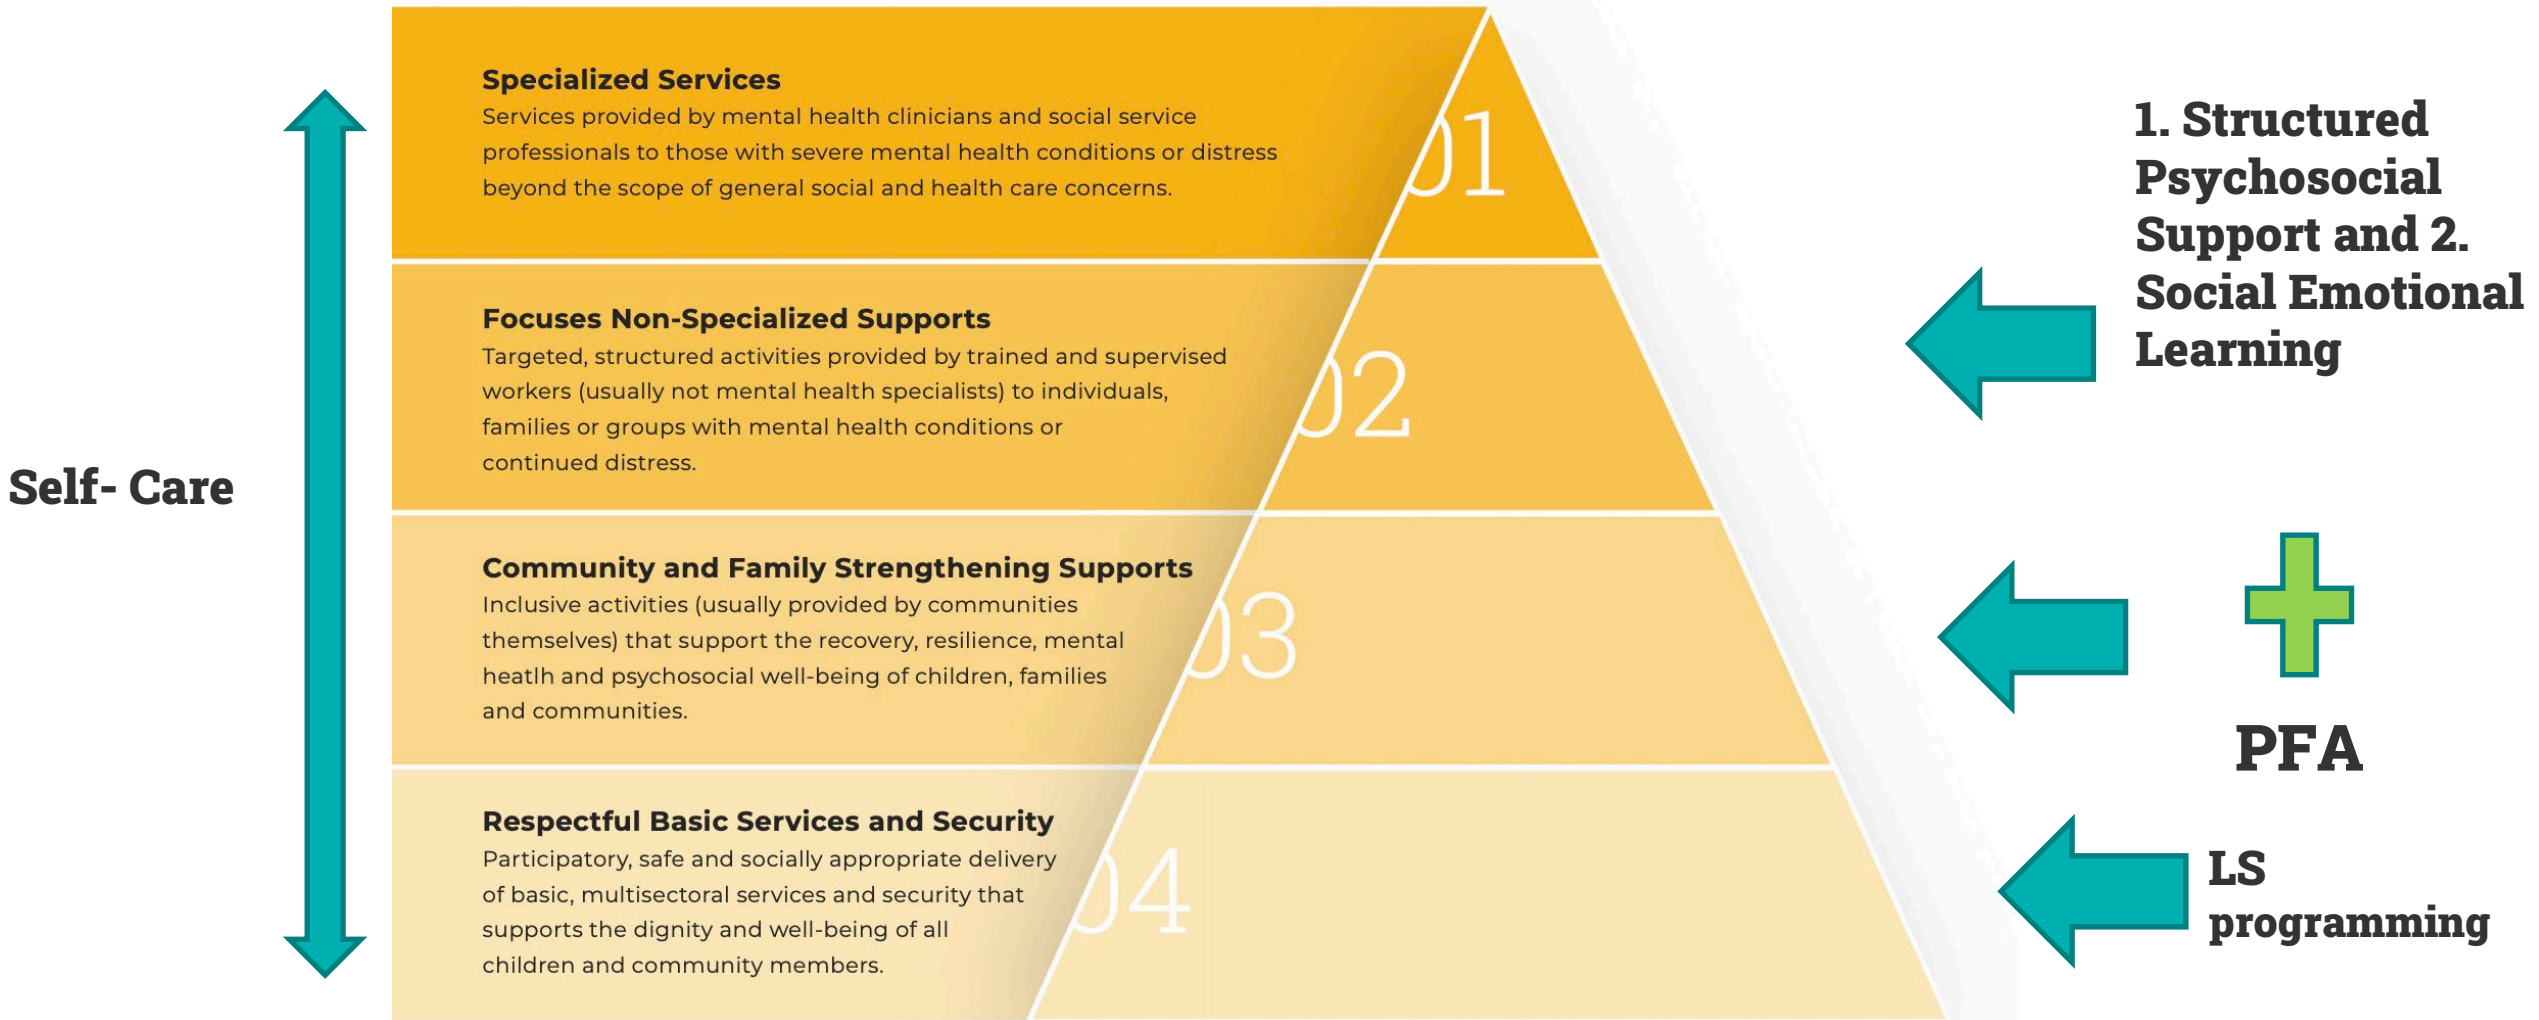 Self- Care
Specialized Services
Services provided by mental health clinicians and social service
professionals to those with severe mental health conditions or distress
beyond the scope of general social and health care concerns.
01
Focuses Non-Specialized Supports
Targeted, structured activities provided by trained and supervised
workers (usually not mental health specialists) to individuals,
families or groups with mental health conditions or
continued distress.
02
Community and Family Strengthening Supports
Inclusive activities (usually provided by communities
themselves) that support the recovery, resilience, mental
heatlh and psychosocial well-being of children, families
and communities.
03
Respectful Basic Services and Security
Participatory, safe and socially appropriate delivery
of basic, multisectoral services and security that
supports the dignity and well-being of all
children and community members.
04
1. Structured
Psychosocial
Support and 2.
Social Emotional
Learning
PFA
LS
programming